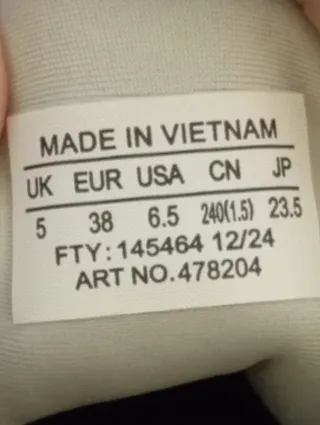 MADE IN VIETNAM
UK EUR USA CN JP
5 38 6.5 240(1.5) 23.5
FTY: 145464 12/24
ART NO. 478204